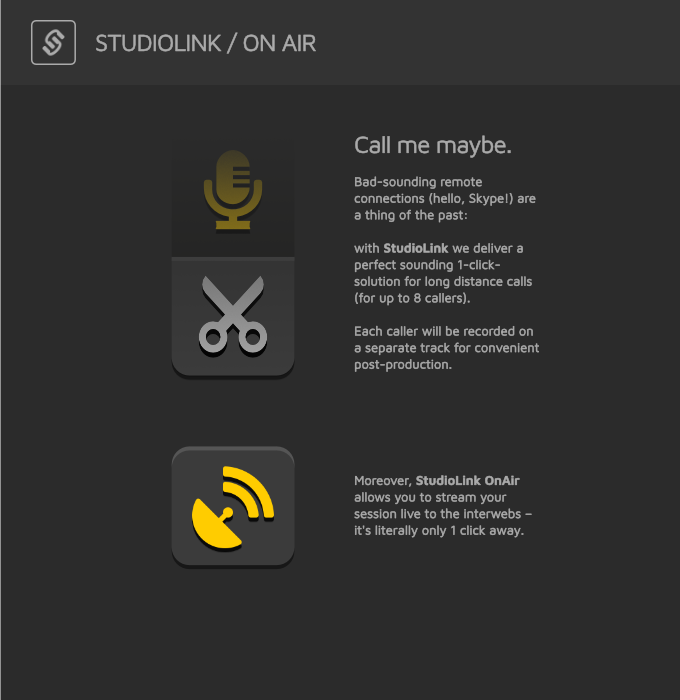 STUDIOLINK / ON AIR
Call me maybe.
Bad-sounding remote
connections (hello, Skype!) are
a thing of the past:
with StudioLink we deliver a
perfect sounding 1-click-
solution for long distance calls
(for up to 8 callers).
Each caller will be recorded on
a separate track for convenient
post-production.
Moreover, StudioLink OnAir
allows you to stream your
session live to the interwebs –
it's literally only 1 click away.